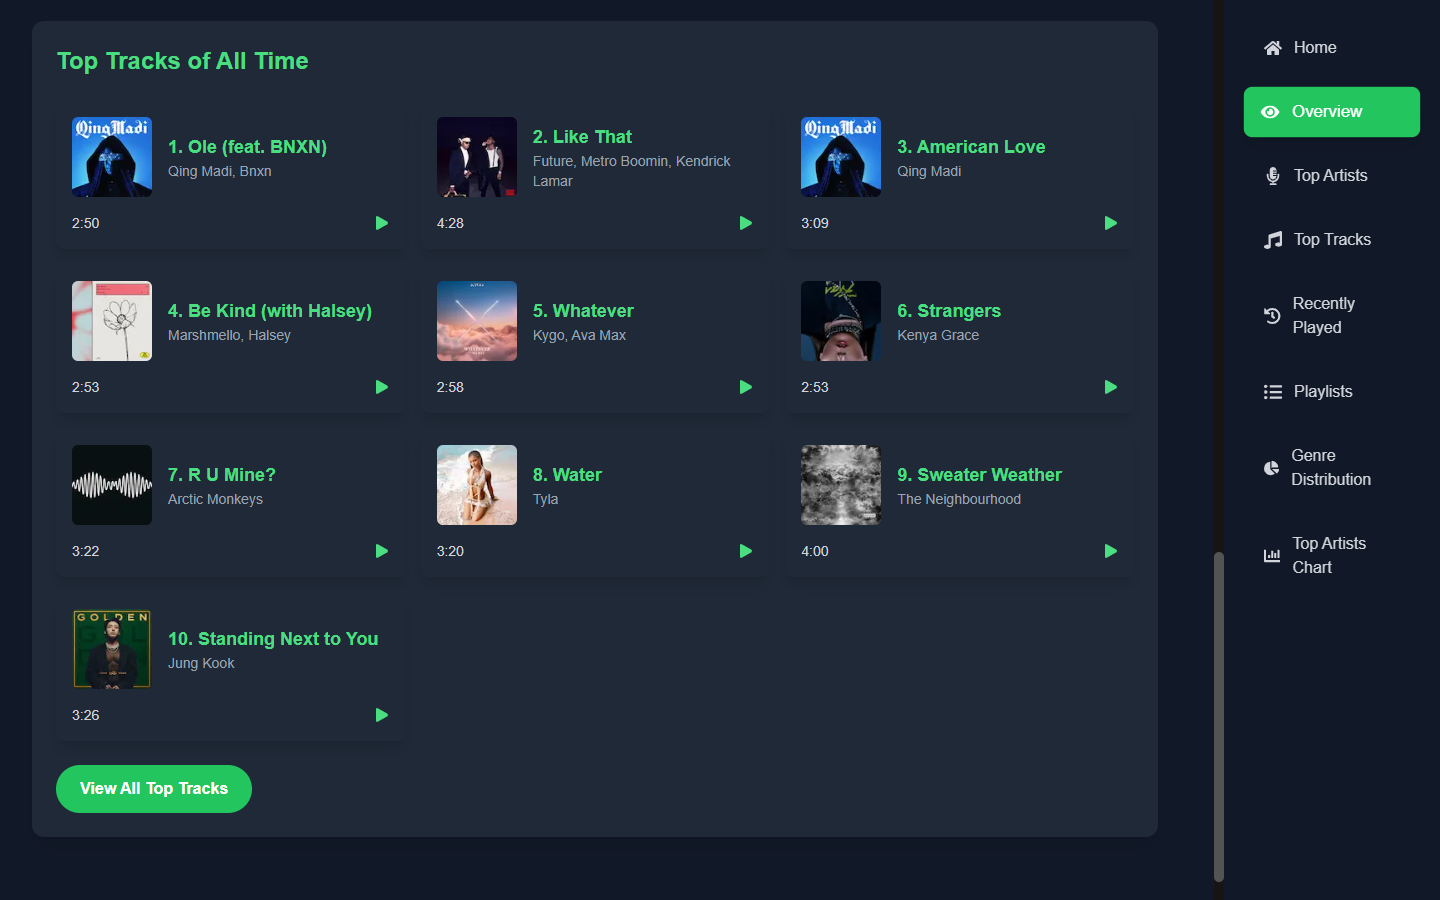 Top Tracks of All Time
QingMadi
1. Ole (feat. BNXN)
Qing Madi, Bnxn
2:50
2. Like That
Future, Metro Boomin, Kendrick
Lamar
4:28
QingMadi
3. American Love
Qing Madi
3:09
4. Be Kind (with Halsey)
Marshmello, Halsey
2:53
5. Whatever
Kygo, Ava Max
2:58
6. Strangers
Kenya Grace
2:53
7. R U Mine?
Arctic Monkeys
3:22
8. Water
Tyla
3:20
9. Sweater Weather
The Neighbourhood
4:00
GOLDEN
10. Standing Next to You
Jung Kook
3:26
View All Top Tracks
Home
Overview
Top Artists
Top Tracks
Recently
Played
Playlists
Genre
Distribution
Top Artists
Chart